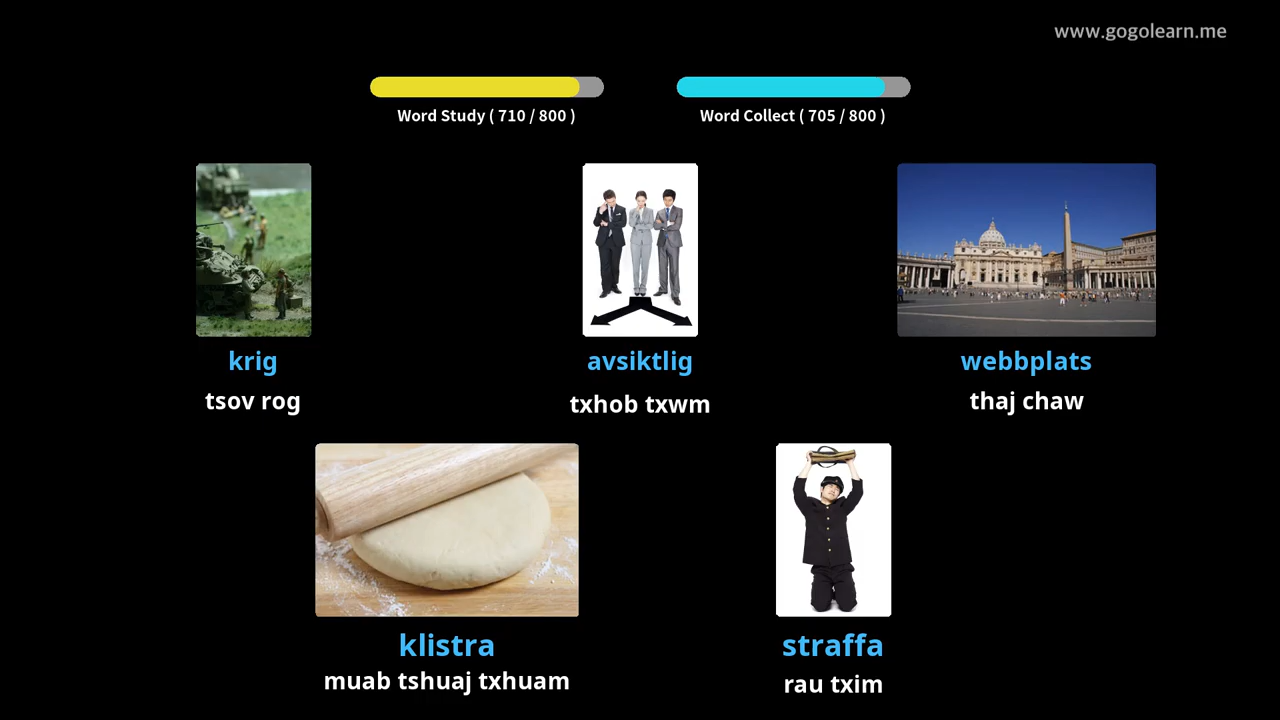 www.gogolearn.me
Word Study ( 710 / 800 )
Word Collect ( 705 / 800 )
krig
tsov rog
avsiktlig
txhob txwm
webbplats
thaj chaw
klistra
muab tshuaj txhuam
straffa
rau txim